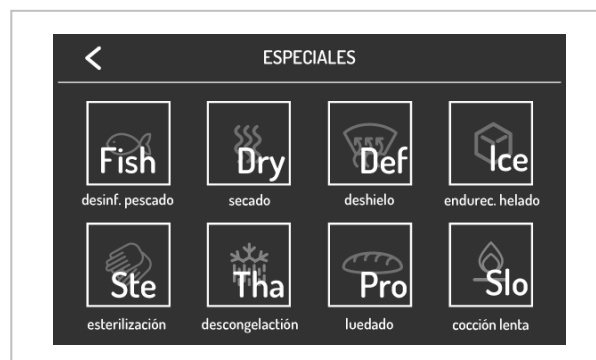 ESPECIALES
Fish Dry Def Ice
desinf. pescado secado deshielo endurec. helado
Ste Tha Pro Slo
esterilización descongelactión luedado cocción lenta